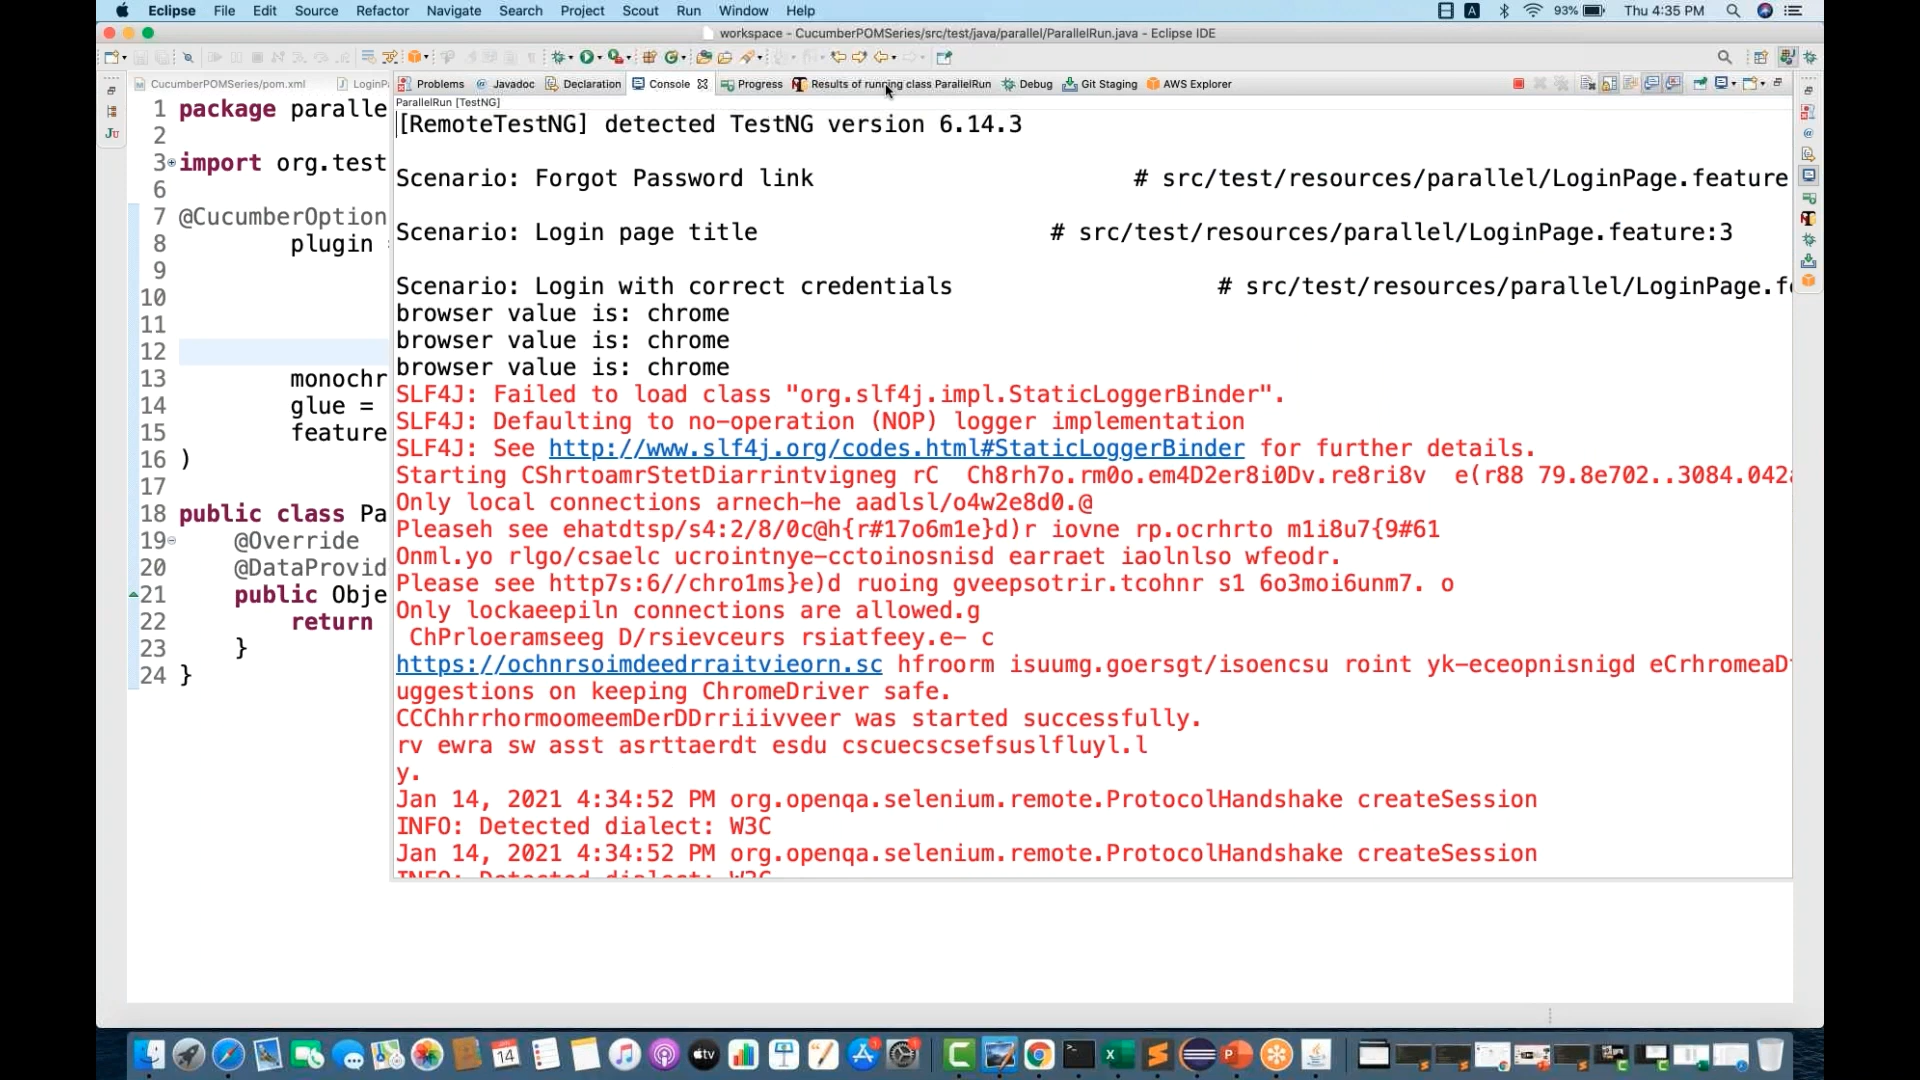 Eclipse File Edit Source Refactor Navigate Search Project Scout Run Window Help 93% Thu 4:35 PM
workspace - CucumberPOMSeries/src/test/java/parallel/ParallelRun.java - Eclipse IDE
CucumberPOMSeries/pom.xml LoginP Problems Javadoc Declaration Console Progress Results of running class ParallelRun Debug Git Staging AWS Explorer
ParallelRun [TestNG]
1 package paralle
2
3 import org.test
6
7 @CucumberOption
8 plugin =
9
10
11
12
13 monochr
14 glue =
15 feature
16 )
17
18 public class Pa
19 @Override
20 @DataProvid
21 public Obje
22 return
23 }
24 }
[RemoteTestNG] detected TestNG version 6.14.3
Scenario: Forgot Password link # src/test/resources/parallel/LoginPage.feature
Scenario: Login page title # src/test/resources/parallel/LoginPage.feature:3
Scenario: Login with correct credentials # src/test/resources/parallel/LoginPage.f
browser value is: chrome
browser value is: chrome
browser value is: chrome
SLF4J: Failed to load class "org.slf4j.impl.StaticLoggerBinder".
SLF4J: Defaulting to no-operation (NOP) logger implementation
SLF4J: See http://www.slf4j.org/codes.html#StaticLoggerBinder for further details.
Starting CShrtoamrStetDiarrintvigneg rC Ch8rh7o.rm0o.em4D2er8i0Dv.re8ri8v e(r88 79.8e702..3084.042
Only local connections arnech-he aadlsl/o4w2e8d0.@
Pleaseh see ehatdtsp/s4:2/8/0c@h{r#17o6m1e}d)r iovne rp.ocrhrto m1i8u7{9#61
Onml.yo rlgo/csaelc ucrointnye-cctoinosnisd earraet iaolnlso wfeodr.
Please see http7s:6//chro1ms}e)d ruoing gveepsotrir.tcohnr s1 6o3moi6unm7. o
Only lockaeepiln connections are allowed.g
ChPrloeramseeg D/rsievceurs rsiatfeey.e- c
https://ochnrsoimdeedrraitvieorn.sc hfroorm isuumg.goersgt/isoencsu roint yk-eceopnisnigd eCrhromeaD
uggestions on keeping ChromeDriver safe.
CCChhrrhormoomeemDerDDrriiivveer was started successfully.
rv ewra sw asst asrttaerdt esdu cscuecscsefsuslfluyl.l
y.
Jan 14, 2021 4:34:52 PM org.openqa.selenium.remote.ProtocolHandshake createSession
INFO: Detected dialect: W3C
Jan 14, 2021 4:34:52 PM org.openqa.selenium.remote.ProtocolHandshake createSession
INFO: Detected dialect: W3C